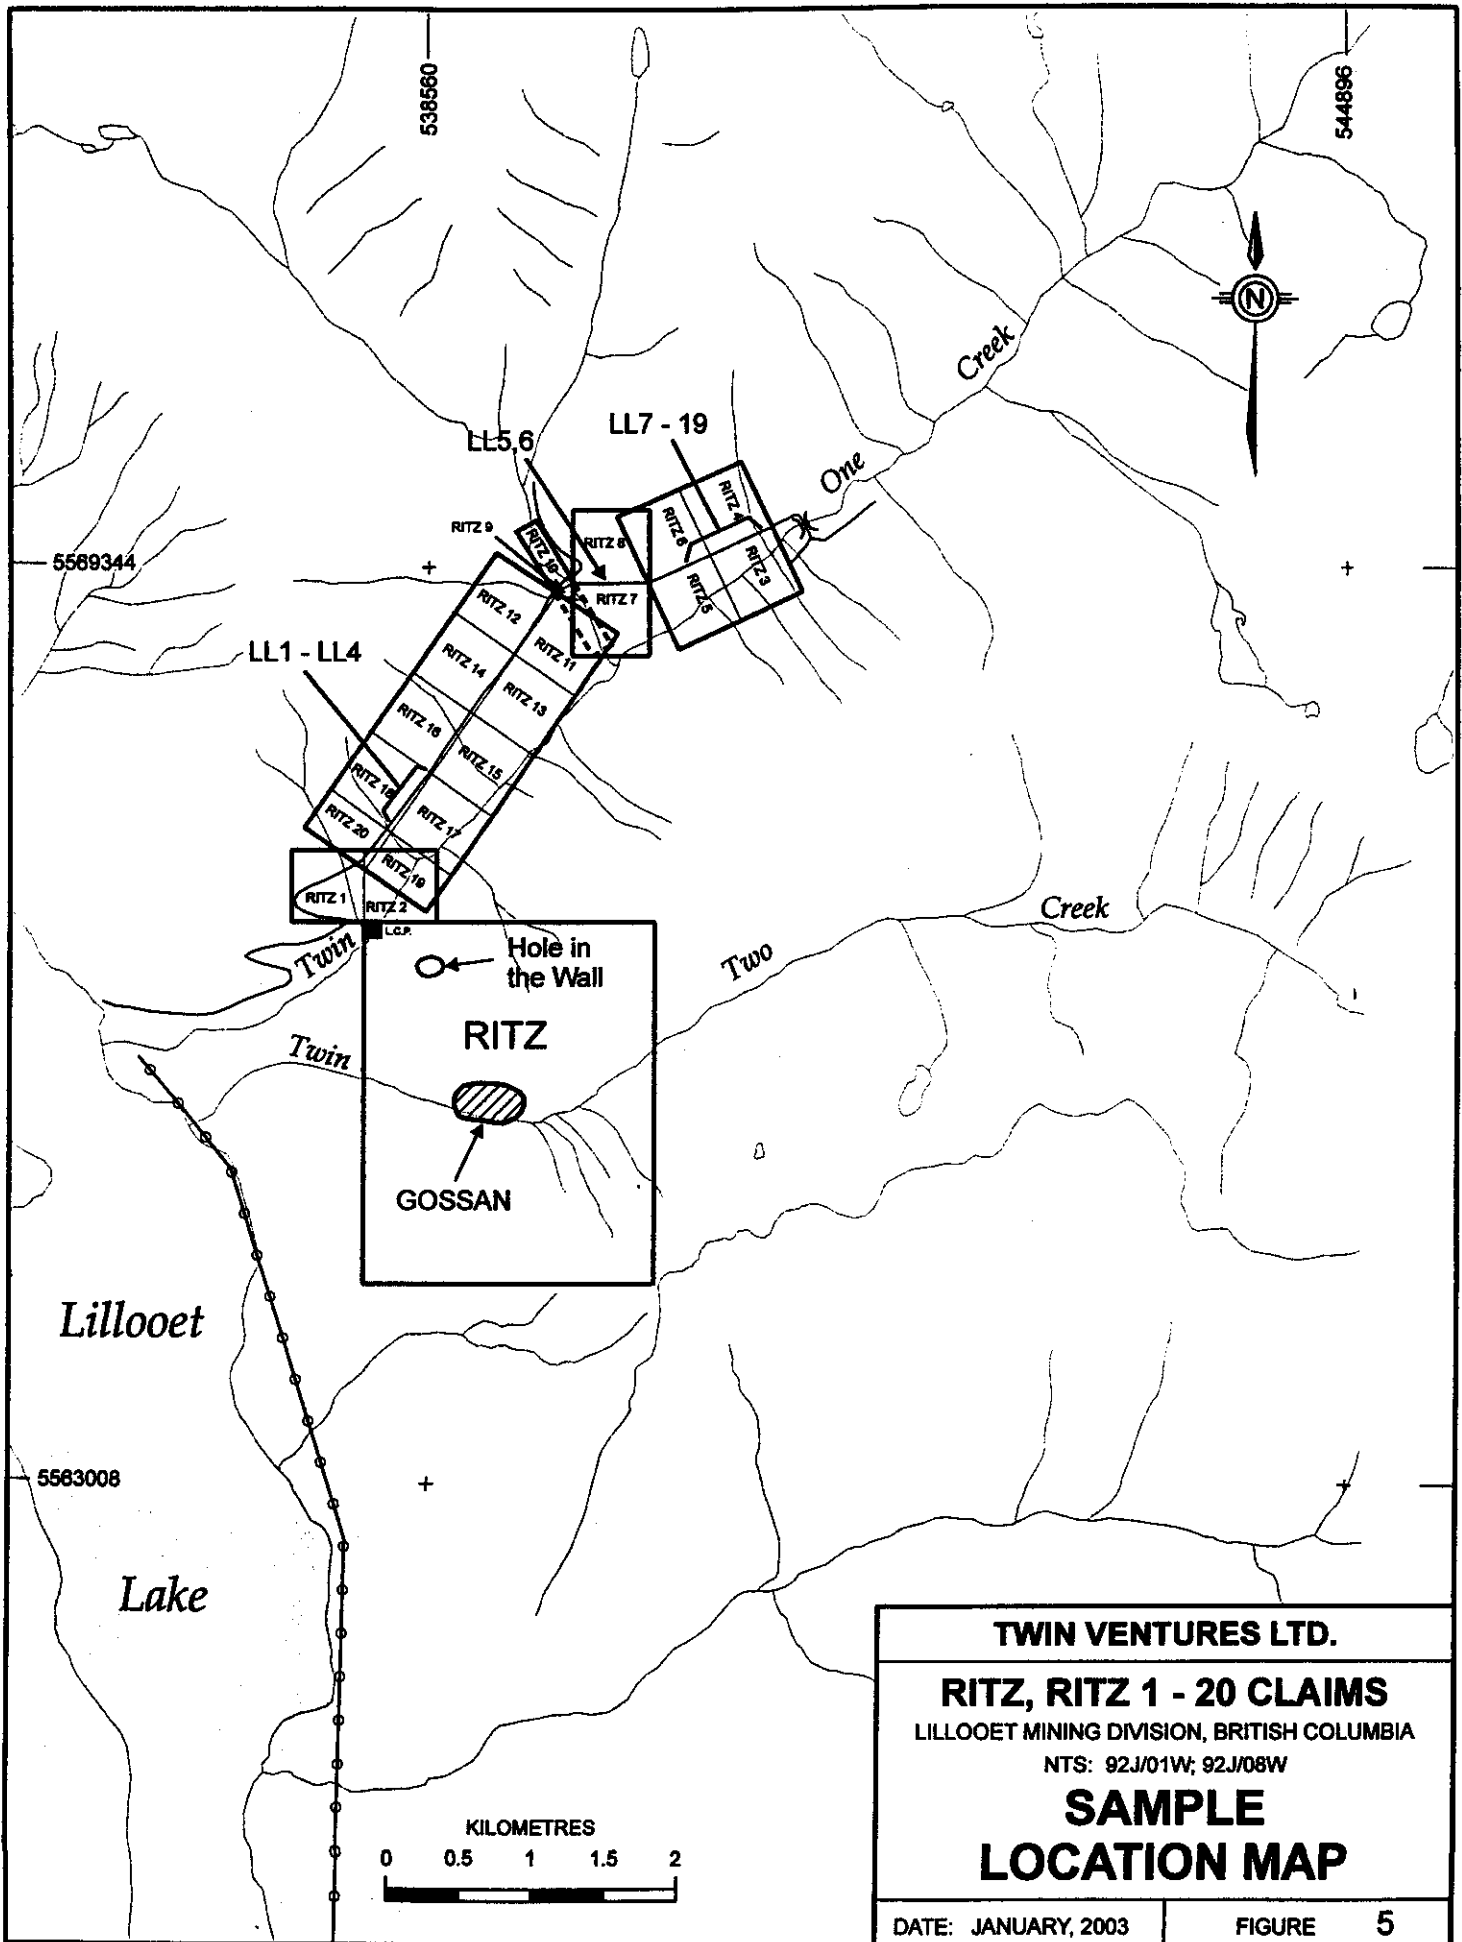 538560
544896
N
Creek
One
LL5,6
LL7 - 19
RITZ 9
RITZ 10
RITZ 8
RITZ 7
RITZ 6
RITZ 4
RITZ 3
RITZ 5
5569344
RITZ 12
RITZ 11
RITZ 14
RITZ 13
LL1 - LL4
RITZ 16
RITZ 15
RITZ 18
RITZ 17
RITZ 20
RITZ 19
RITZ 1
RITZ 2
L.C.P.
Twin
Hole in
the Wall
Two
Creek
RITZ
Twin
GOSSAN
Lillooet
5563008
Lake
KILOMETRES
0 0.5 1 1.5 2
TWIN VENTURES LTD.
RITZ, RITZ 1 - 20 CLAIMS
LILLOOET MINING DIVISION, BRITISH COLUMBIA
NTS: 92J/01W; 92J/08W
SAMPLE
LOCATION MAP
DATE: JANUARY, 2003
FIGURE 5